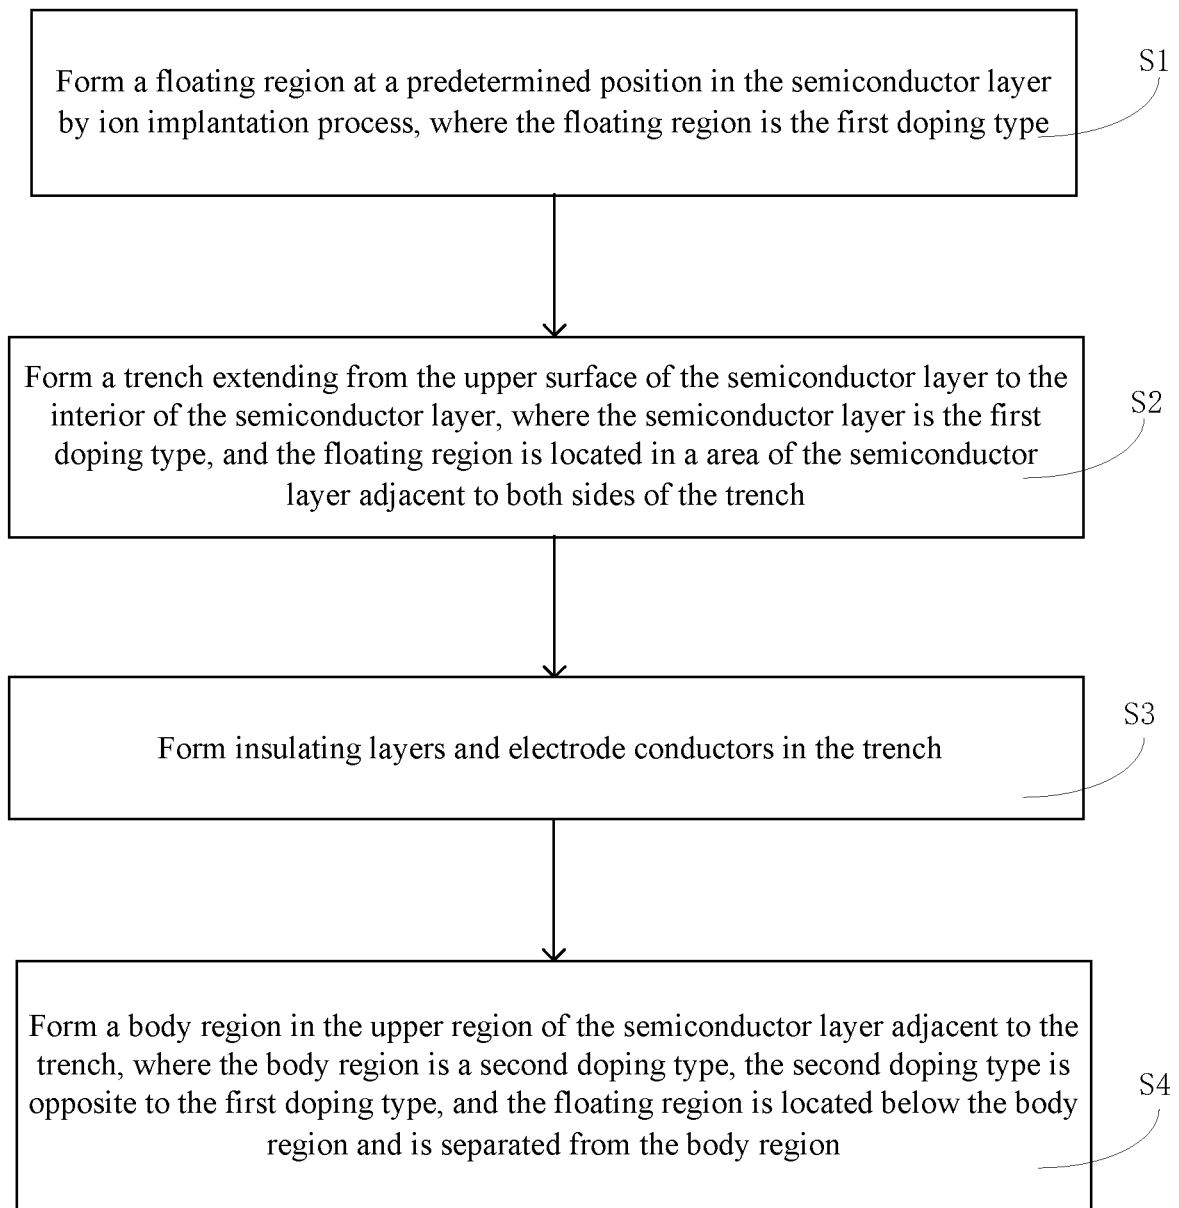 Form a floating region at a predetermined position in the semiconductor layer
by ion implantation process, where the floating region is the first doping type
S1
Form a trench extending from the upper surface of the semiconductor layer to the
interior of the semiconductor layer, where the semiconductor layer is the first
doping type, and the floating region is located in a area of the semiconductor
layer adjacent to both sides of the trench
S2
Form insulating layers and electrode conductors in the trench
S3
Form a body region in the upper region of the semiconductor layer adjacent to the
trench, where the body region is a second doping type, the second doping type is
opposite to the first doping type, and the floating region is located below the body
region and is separated from the body region
S4